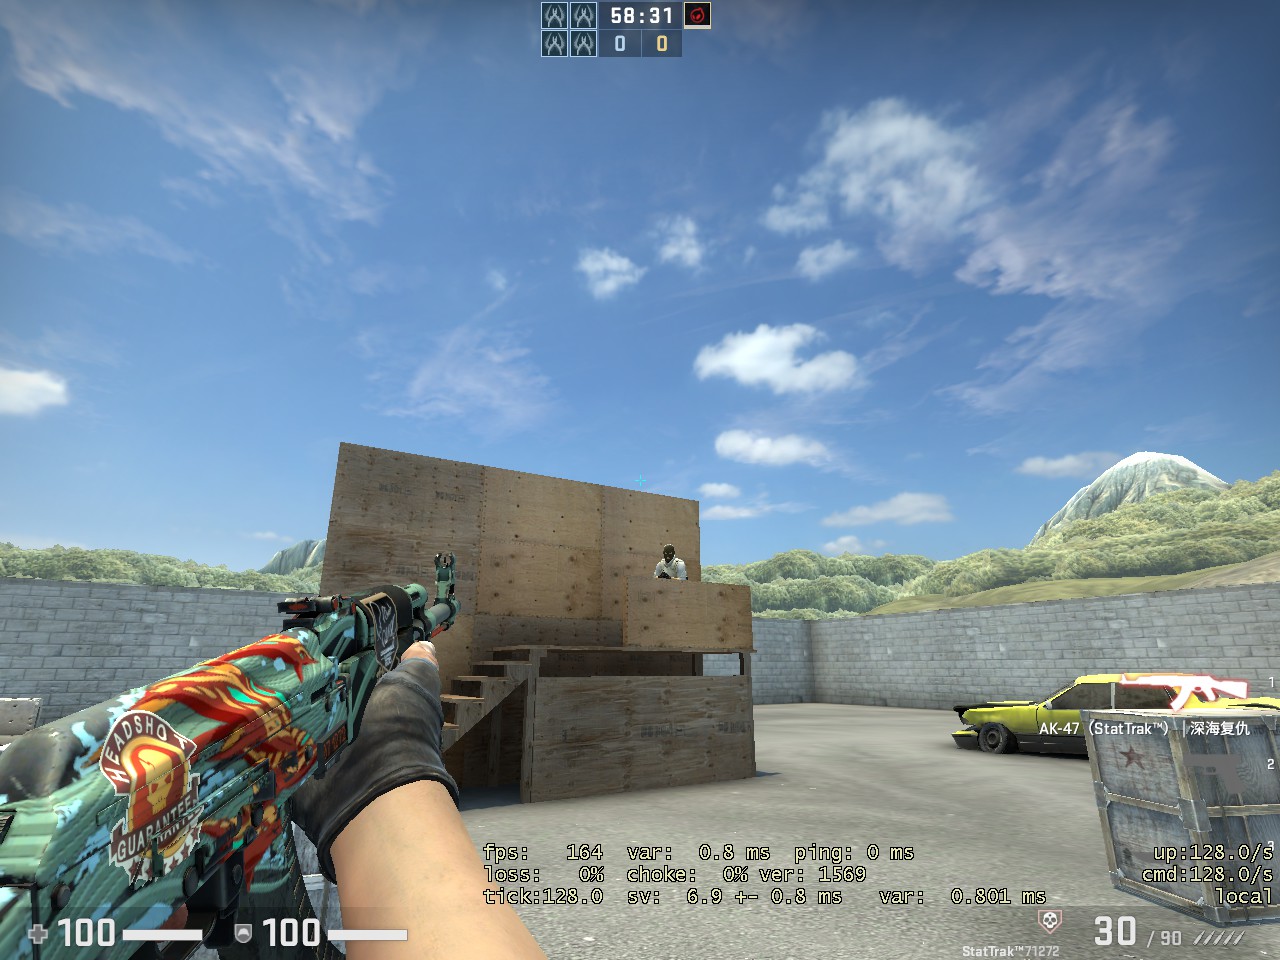 58:31
0 0
1
AK-47 (StatTrak™) | 深海复仇
2
HEADSHOT
GUARANTEE
3
fps: 164 var: 0.8 ms ping: 0 ms
up:128.0/s
loss: 0% choke: 0% ver: 1569
cmd:128.0/s
tick:128.0 sv: 6.9 +- 0.8 ms var: 0.801 ms
local
100 100
30 / 90
StatTrak™71272